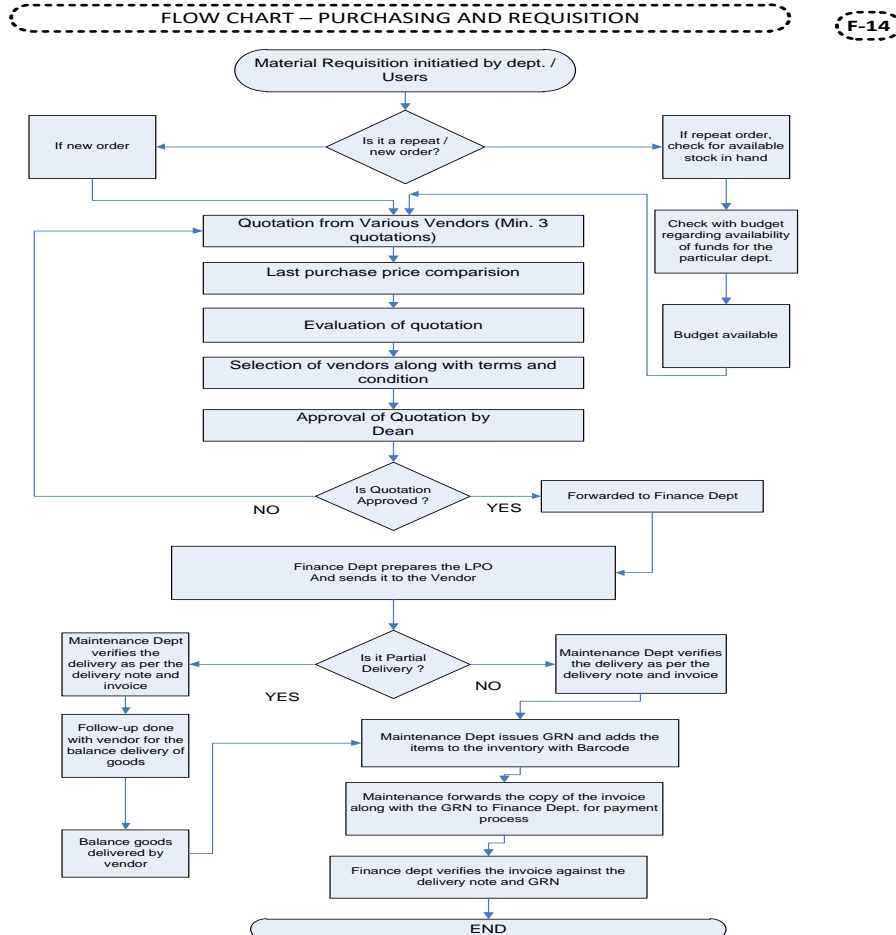 FLOW CHART – PURCHASING AND REQUISITION
F-14
Material Requisition initiatied by dept. /
Users
Is it a repeat /
new order?
If new order
If repeat order,
check for available
stock in hand
Check with budget
regarding availability
of funds for the
particular dept.
Budget available
Quotation from Various Vendors (Min. 3
quotations)
Last purchase price comparision
Evaluation of quotation
Selection of vendors along with terms and
condition
Approval of Quotation by
Dean
Is Quotation
Approved ?
NO
YES
Forwarded to Finance Dept
Finance Dept prepares the LPO
And sends it to the Vendor
Is it Partial
Delivery ?
YES
NO
Maintenance Dept
verifies the
delivery as per the
delivery note and
invoice
Follow-up done
with vendor for the
balance delivery of
goods
Balance goods
delivered by
vendor
Maintenance Dept verifies
the delivery as per the
delivery note and invoice
Maintenance Dept issues GRN and adds the
items to the inventory with Barcode
Maintenance forwards the copy of the invoice
along with the GRN to Finance Dept. for payment
process
Finance dept verifies the invoice against the
delivery note and GRN
END